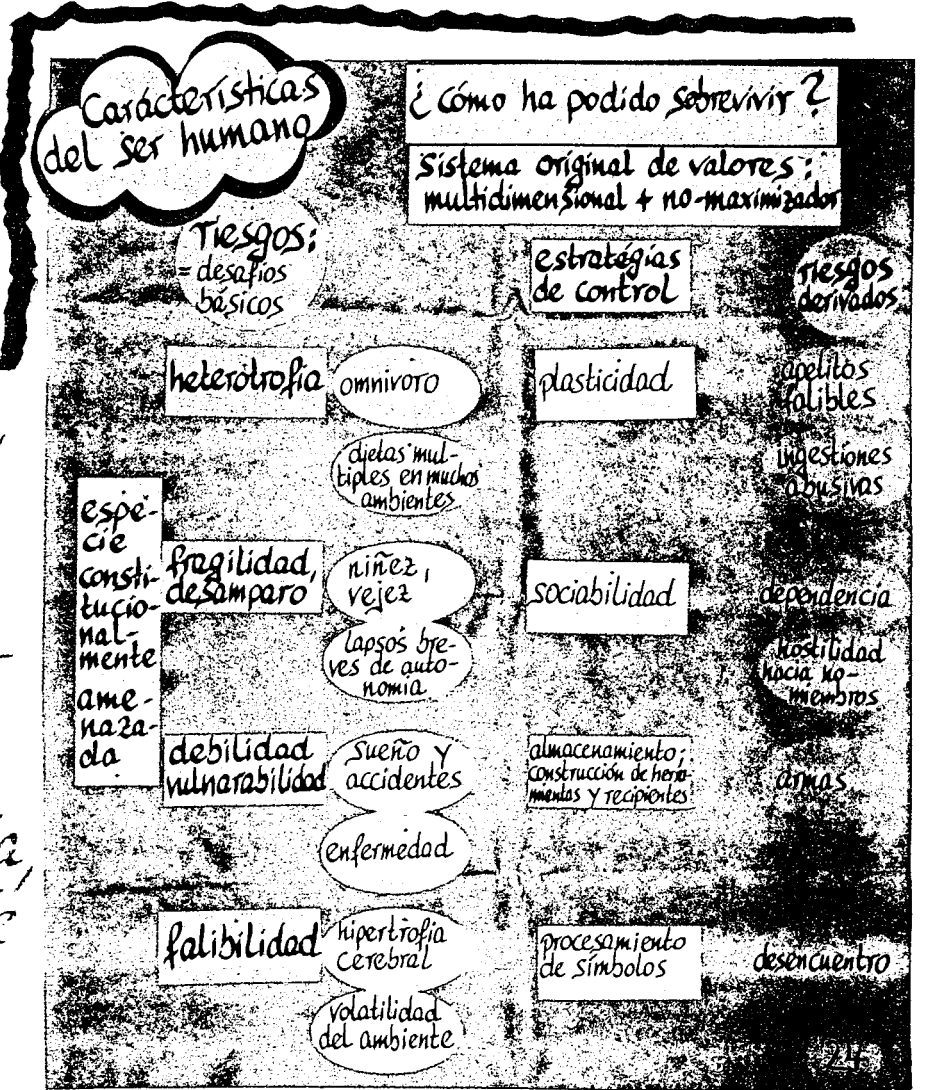 Carácterísticas
del ser humano
¿ Cómo ha podido sobrevivir ?
Sistema original de valores :
multidimensional + no-maximizador
riesgos:
= desafíos
básicos
estratégias
de control
riesgos
derivados
heterotrofia
omnivoro
dietas mul-
tiples en muchos
ambientes
plasticidad
apetitos
falibles
ingestiones
abusivas
espe-
cie
consti-
tucio-
nal-
mente
ame-
naza-
da
fragilidad,
desamparo
niñez,
vejez
lapsos bre-
ves de auto-
nomia
sociabilidad
dependencia
hostilidad
hacia no-
miembros
debilidad
vulnarabilidad
sueño y
accidentes
enfermedad
almacenamiento;
construcción de herra-
mientas y recipientes
armas
falibilidad
hipertrofia
cerebral
volatilidad
del ambiente
procesamiento
de símbolos
desencuentro
24